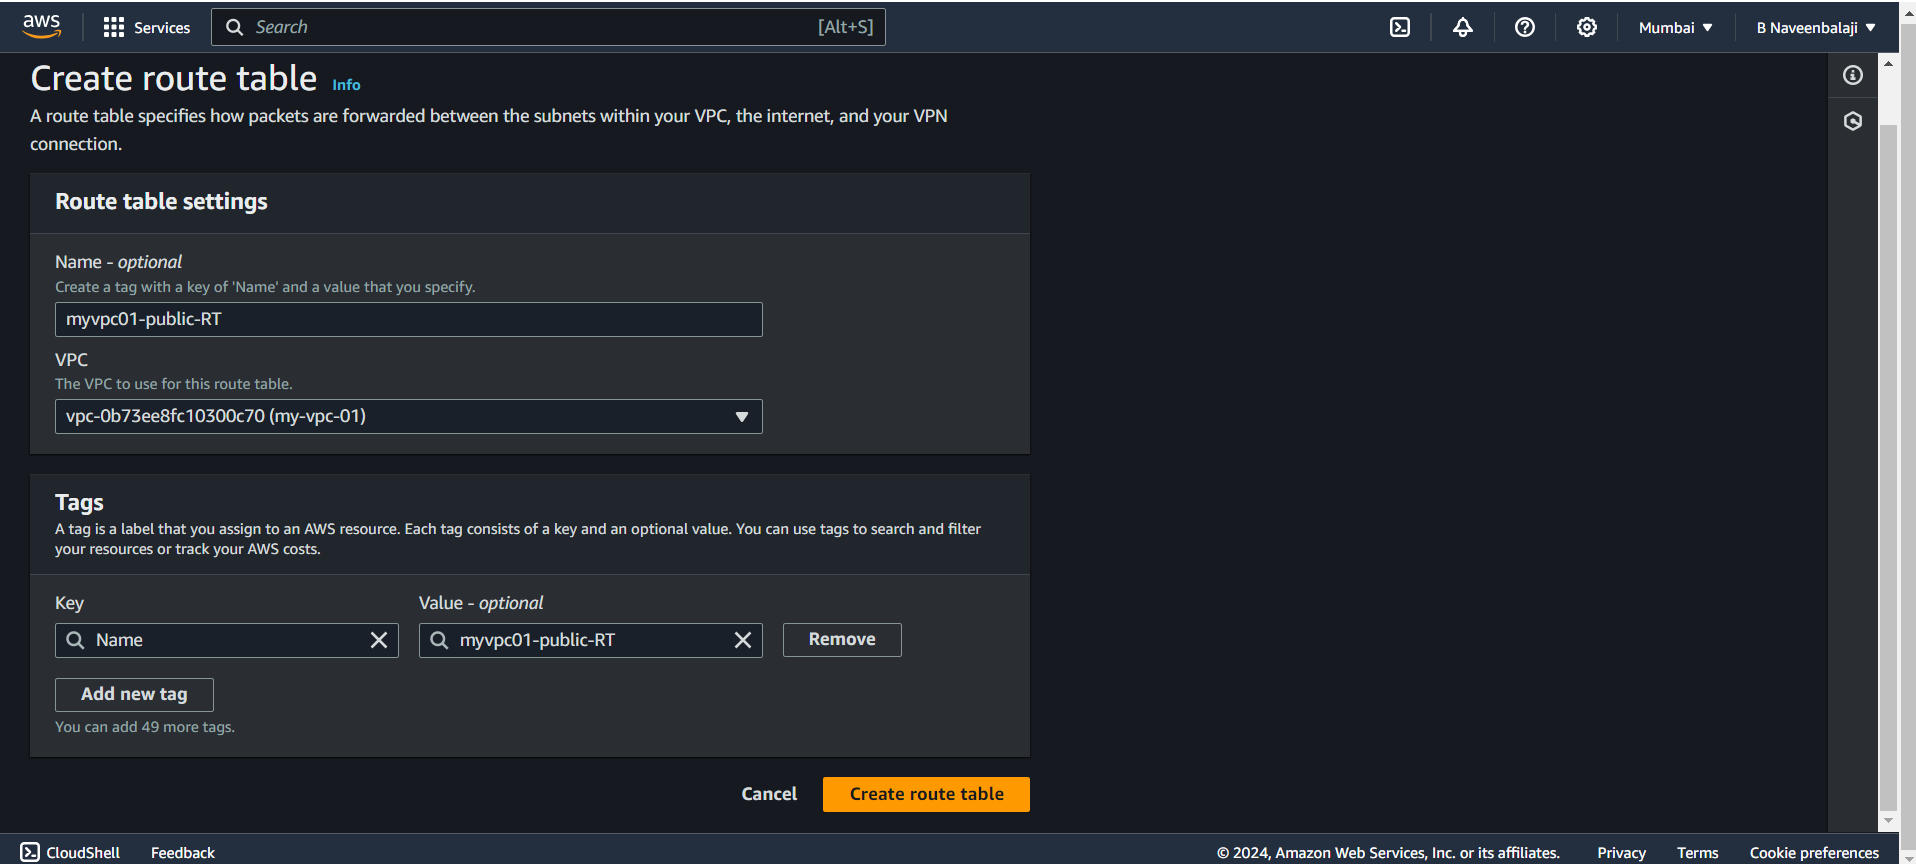 aws Services Search [Alt+S] Mumbai B Naveenbalaji
Create route table Info
A route table specifies how packets are forwarded between the subnets within your VPC, the internet, and your VPN
connection.
Route table settings
Name - optional
Create a tag with a key of 'Name' and a value that you specify.
myvpc01-public-RT
VPC
The VPC to use for this route table.
vpc-0b73ee8fc10300c70 (my-vpc-01)
Tags
A tag is a label that you assign to an AWS resource. Each tag consists of a key and an optional value. You can use tags to search and filter
your resources or track your AWS costs.
Key Value - optional
Name myvpc01-public-RT Remove
Add new tag
You can add 49 more tags.
Cancel Create route table
CloudShell Feedback © 2024, Amazon Web Services, Inc. or its affiliates. Privacy Terms Cookie preferences